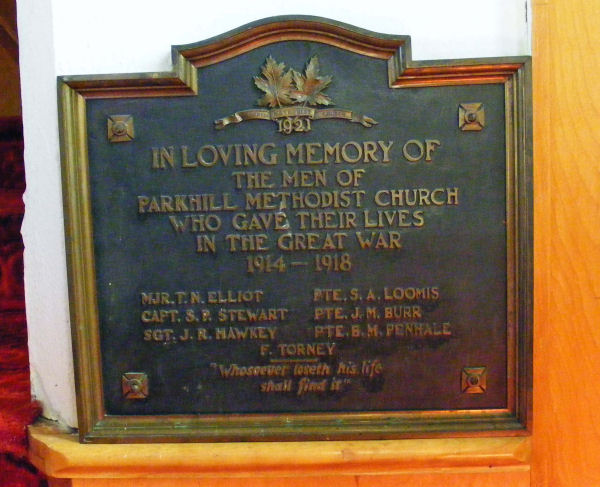 1921
IN LOVING MEMORY OF
THE MEN OF
PARKHILL METHODIST CHURCH
WHO GAVE THEIR LIVES
IN THE GREAT WAR
1914 — 1918
MJR. T. N. ELLIOT
CAPT. S. P. STEWART
SGT. J. R. HAWKEY
PTE. S. A. LOOMIS
PTE. J. M. BURR
PTE. B. M. PENHALE
F. TORNEY
"Whosoever loseth his life
shall find it"